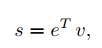 s = e^T v,